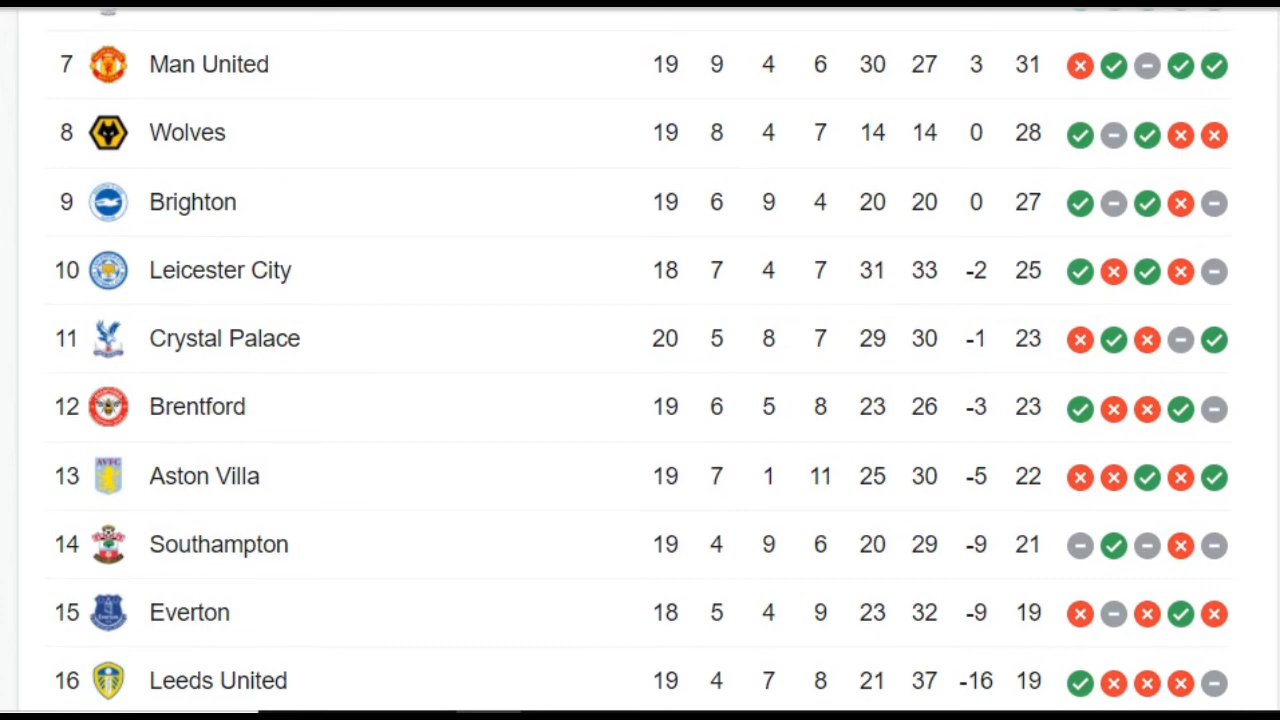 7 Man United 19 9 4 6 30 27 3 31
8 Wolves 19 8 4 7 14 14 0 28
9 Brighton 19 6 9 4 20 20 0 27
10 Leicester City 18 7 4 7 31 33 -2 25
11 Crystal Palace 20 5 8 7 29 30 -1 23
12 Brentford 19 6 5 8 23 26 -3 23
13 AVFC Aston Villa 19 7 1 11 25 30 -5 22
14 Southampton 19 4 9 6 20 29 -9 21
15 Everton Everton 18 5 4 9 23 32 -9 19
16 Leeds United 19 4 7 8 21 37 -16 19